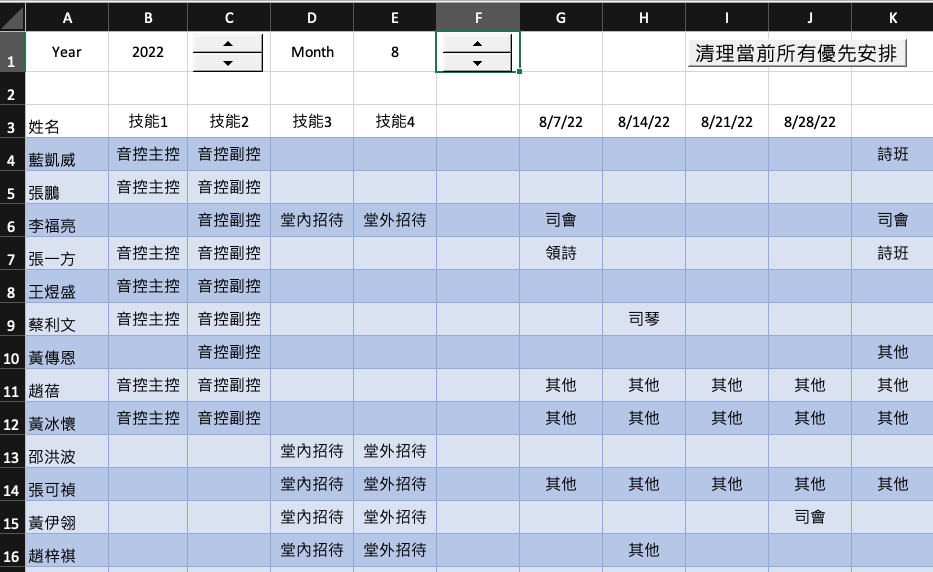 A B C D E F G H I J K
1 Year 2022 Month 8 清理當前所有優先安排
2
3 姓名 技能1 技能2 技能3 技能4 8/7/22 8/14/22 8/21/22 8/28/22
4 藍凱威 音控主控 音控副控 詩班
5 張鵬 音控主控 音控副控
6 李福亮 音控副控 堂內招待 堂外招待 司會 司會
7 張一方 音控主控 音控副控 領詩 詩班
8 王煜盛 音控主控 音控副控
9 蔡利文 音控主控 音控副控 司琴
10 黃傳恩 音控副控 其他
11 趙蓓 音控主控 音控副控 其他 其他 其他 其他 其他
12 黃冰懷 音控主控 音控副控 其他 其他 其他 其他 其他
13 邵洪波 堂內招待 堂外招待
14 張可禎 堂內招待 堂外招待 其他 其他 其他 其他 其他
15 黃伊翎 堂內招待 堂外招待 司會
16 趙梓祺 堂內招待 堂外招待 其他